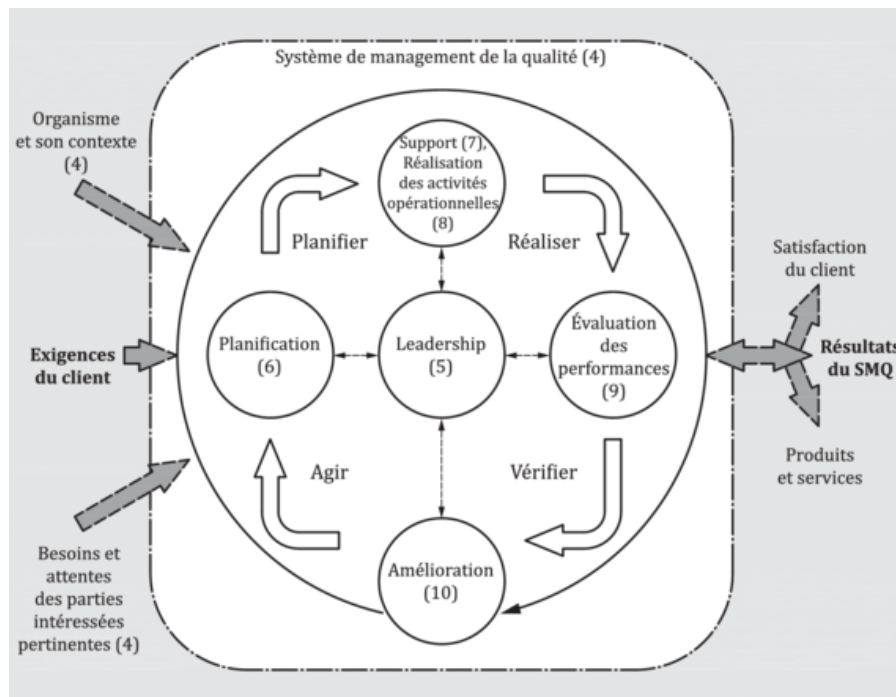 Système de management de la qualité (4)
Organisme
et son contexte
(4)
Support (7),
Réalisation
des activités
opérationnelles
(8)
Planifier
Réaliser
Satisfaction
du client
Exigences
du client
Planification
(6)
Leadership
(5)
Évaluation
des
performances
(9)
Résultats
du SMQ
Agir
Vérifier
Produits
et services
Besoins et
attentes
des parties
intéressées
pertinentes (4)
Amélioration
(10)